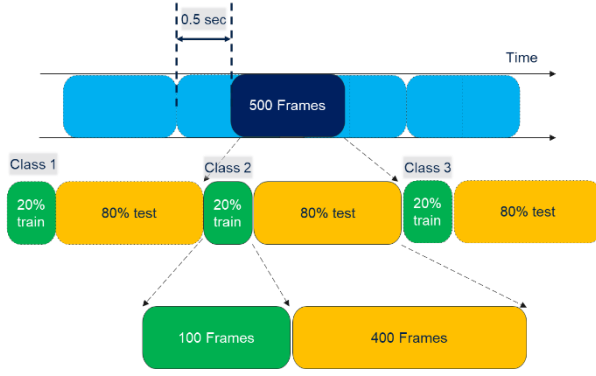 0.5 sec
Time
500 Frames
Class 1
Class 2
Class 3
20%
train
80% test
20%
train
80% test
20%
train
80% test
100 Frames
400 Frames